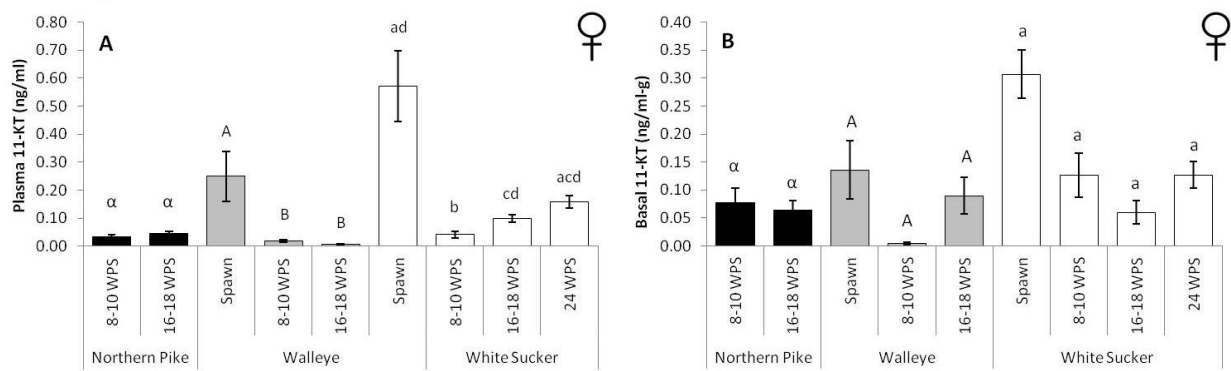 A
Plasma 11-KT (ng/ml)
0.80
0.70
0.60
0.50
0.40
0.30
0.20
0.10
0.00
α α A B B ad b cd acd
8-10 WPS
16-18 WPS
Spawn
8-10 WPS
16-18 WPS
Spawn
8-10 WPS
16-18 WPS
24 WPS
Northern Pike Walleye White Sucker
B
Basal 11-KT (ng/ml-g)
0.40
0.35
0.30
0.25
0.20
0.15
0.10
0.05
0.00
α α A A A a a a a
8-10 WPS
16-18 WPS
Spawn
8-10 WPS
16-18 WPS
Spawn
8-10 WPS
16-18 WPS
24 WPS
Northern Pike Walleye White Sucker